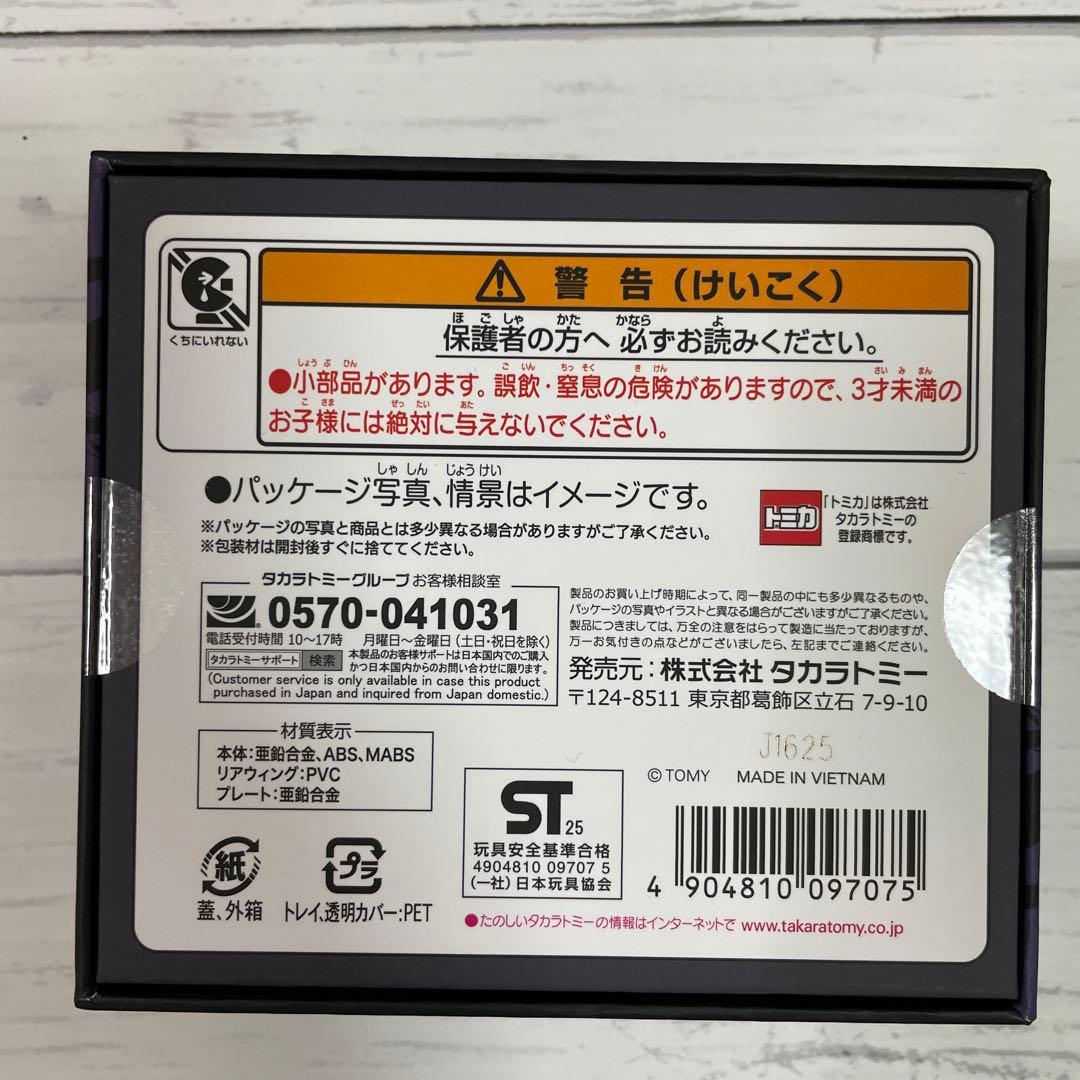 くちにいれない
警告(けいこく)
保護者の方へ 必ずお読みください。
●小部品があります。誤飲・窒息の危険がありますので、3才未満の
お子様には絶対に与えないでください。
●パッケージ写真、情景はイメージです。
※パッケージの写真と商品とは多少異なる場合がありますがご了承ください。
※包装材は開封後すぐに捨ててください。
トミカ
「トミカ」は株式会社
タカラトミーの
登録商標です。
タカラトミーグループ お客様相談室
0570-041031
電話受付時間 10〜17時 月曜日〜金曜日(土日・祝日を除く)
タカラトミーサポート 検索
本製品のお客様サポートは日本国内でのご購入
かつ日本国内からのお問い合わせに限ります。
(Customer service is only available in case this product
purchased in Japan and inquired from Japan domestic.)
製品のお買い上げ時期によって、同一製品の中にも多少異なるものや、
パッケージの写真やイラストと異なる場合がございますがご了承ください。
製品につきましては、万全の注意をはらって製造に当たっておりますが、
万一お気付きの点などがございましたら、左記までご連絡ください。
発売元:株式会社 タカラトミー
〒124-8511 東京都葛飾区立石 7-9-10
材質表示
本体:亜鉛合金、ABS、MABS
リアウィング:PVC
プレート:亜鉛合金
J1625
© TOMY MADE IN VIETNAM
紙
蓋、外箱
プラ
トレイ、透明カバー:PET
ST 25
玩具安全基準合格
4904810 09707 5
(一社)日本玩具協会
4 904810 097075
●たのしいタカラトミーの情報はインターネットで www.takaratomy.co.jp